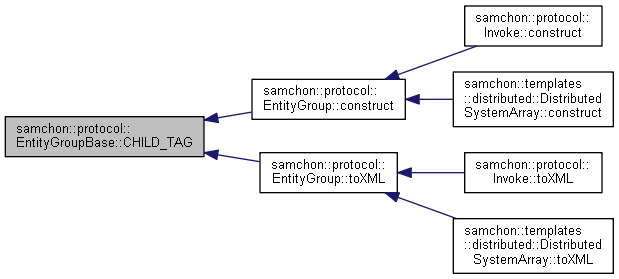 samchon::protocol::
Invoke::construct
samchon::protocol::
EntityGroup::construct
samchon::templates
::distributed::Distributed
SystemArray::construct
samchon::protocol::
EntityGroupBase::CHILD_TAG
samchon::protocol::
EntityGroup::toXML
samchon::protocol::
Invoke::toXML
samchon::templates
::distributed::Distributed
SystemArray::toXML